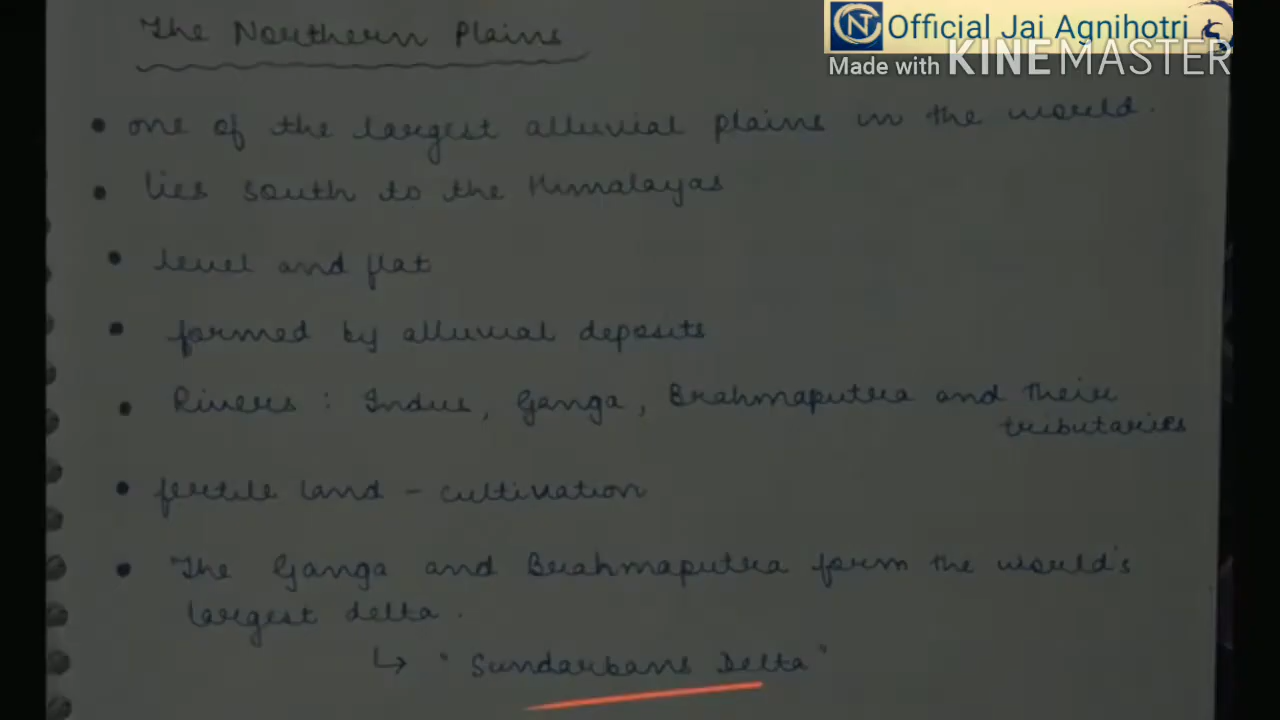 Official Jai Agnihotri
Made with KINEMASTER
The Northern Plains
• one of the largest alluvial plains in the world.
• lies south to the Himalayas
• level and flat
• formed by alluvial deposits
• Rivers : Indus, Ganga, Brahmaputra and their
tributaries
• fertile land - cultivation
• The Ganga and Brahmaputra form the world's
largest delta.
↳ "Sundarbans Delta"